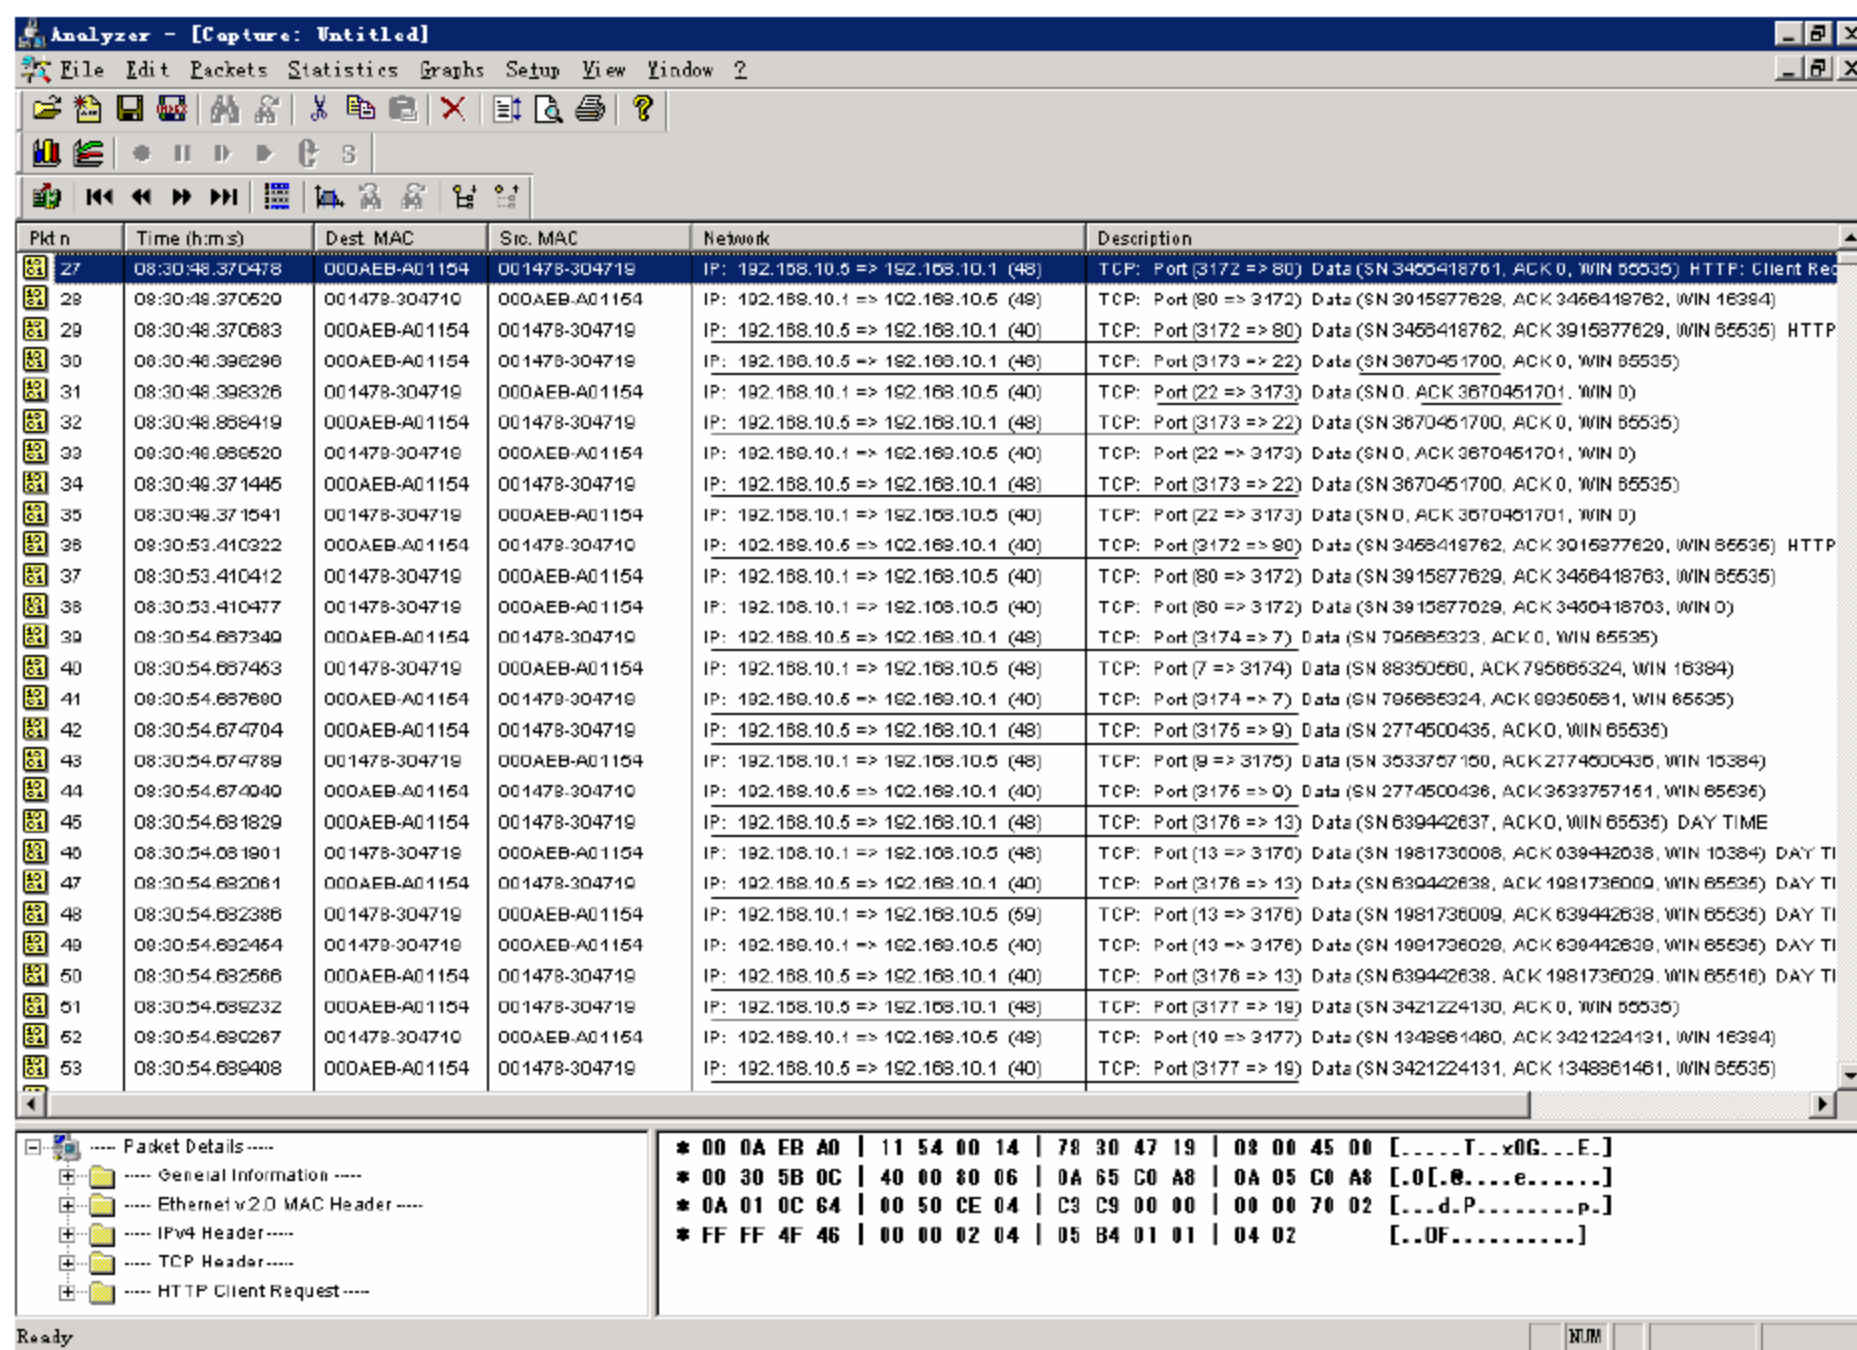 Analyzer - [Capture: Untitled]
File Edit Packets Statistics Graphs Setup View Window ?
Pkt n Time (h:m:s) Dest. MAC Src. MAC Network Description
27 08:30:48.370478 000AEB-A01154 001478-304719 IP: 192.168.10.5 => 192.168.10.1 (48) TCP: Port (3172 => 80) Data (SN 3456418761, ACK 0, WIN 65535) HTTP: Client Req
28 08:30:48.370529 001478-304719 000AEB-A01154 IP: 192.168.10.1 => 192.168.10.5 (48) TCP: Port (80 => 3172) Data (SN 3915877628, ACK 3456418762, WIN 16384)
29 08:30:48.370683 000AEB-A01154 001478-304719 IP: 192.168.10.5 => 192.168.10.1 (40) TCP: Port (3172 => 80) Data (SN 3456418762, ACK 3915877629, WIN 65535) HTTP
30 08:30:48.398296 000AEB-A01154 001478-304719 IP: 192.168.10.5 => 192.168.10.1 (48) TCP: Port (3173 => 22) Data (SN 3670451700, ACK 0, WIN 65535)
31 08:30:48.398326 001478-304719 000AEB-A01154 IP: 192.168.10.1 => 192.168.10.5 (40) TCP: Port (22 => 3173) Data (SN 0, ACK 3670451701, WIN 0)
32 08:30:48.868419 000AEB-A01154 001478-304719 IP: 192.168.10.5 => 192.168.10.1 (48) TCP: Port (3173 => 22) Data (SN 3670451700, ACK 0, WIN 65535)
33 08:30:48.868520 001478-304719 000AEB-A01154 IP: 192.168.10.1 => 192.168.10.5 (40) TCP: Port (22 => 3173) Data (SN 0, ACK 3670451701, WIN 0)
34 08:30:49.371445 000AEB-A01154 001478-304719 IP: 192.168.10.5 => 192.168.10.1 (48) TCP: Port (3173 => 22) Data (SN 3670451700, ACK 0, WIN 65535)
35 08:30:49.371541 001478-304719 000AEB-A01154 IP: 192.168.10.1 => 192.168.10.5 (40) TCP: Port (22 => 3173) Data (SN 0, ACK 3670451701, WIN 0)
36 08:30:53.410322 000AEB-A01154 001478-304719 IP: 192.168.10.5 => 192.168.10.1 (40) TCP: Port (3172 => 80) Data (SN 3456418762, ACK 3915877629, WIN 65535) HTTP
37 08:30:53.410412 001478-304719 000AEB-A01154 IP: 192.168.10.1 => 192.168.10.5 (40) TCP: Port (80 => 3172) Data (SN 3915877629, ACK 3456418763, WIN 65535)
38 08:30:53.410477 001478-304719 000AEB-A01154 IP: 192.168.10.1 => 192.168.10.5 (40) TCP: Port (80 => 3172) Data (SN 3915877629, ACK 3456418763, WIN 0)
39 08:30:54.667349 000AEB-A01154 001478-304719 IP: 192.168.10.5 => 192.168.10.1 (48) TCP: Port (3174 => 7) Data (SN 795665323, ACK 0, WIN 65535)
40 08:30:54.667453 001478-304719 000AEB-A01154 IP: 192.168.10.1 => 192.168.10.5 (48) TCP: Port (7 => 3174) Data (SN 88350560, ACK 795665324, WIN 16384)
41 08:30:54.667680 000AEB-A01154 001478-304719 IP: 192.168.10.5 => 192.168.10.1 (40) TCP: Port (3174 => 7) Data (SN 795665324, ACK 88350561, WIN 65535)
42 08:30:54.674704 000AEB-A01154 001478-304719 IP: 192.168.10.5 => 192.168.10.1 (48) TCP: Port (3175 => 9) Data (SN 2774500435, ACK 0, WIN 65535)
43 08:30:54.674789 001478-304719 000AEB-A01154 IP: 192.168.10.1 => 192.168.10.5 (48) TCP: Port (9 => 3175) Data (SN 3533757150, ACK 2774500436, WIN 16384)
44 08:30:54.674949 000AEB-A01154 001478-304719 IP: 192.168.10.5 => 192.168.10.1 (40) TCP: Port (3175 => 9) Data (SN 2774500436, ACK 3533757151, WIN 65535)
45 08:30:54.681829 000AEB-A01154 001478-304719 IP: 192.168.10.5 => 192.168.10.1 (48) TCP: Port (3176 => 13) Data (SN 639442637, ACK 0, WIN 65535) DAY TIME
46 08:30:54.681901 001478-304719 000AEB-A01154 IP: 192.168.10.1 => 192.168.10.5 (48) TCP: Port (13 => 3176) Data (SN 1981736008, ACK 639442638, WIN 16384) DAY TI
47 08:30:54.682061 000AEB-A01154 001478-304719 IP: 192.168.10.5 => 192.168.10.1 (40) TCP: Port (3176 => 13) Data (SN 639442638, ACK 1981736009, WIN 65535) DAY TI
48 08:30:54.682386 001478-304719 000AEB-A01154 IP: 192.168.10.1 => 192.168.10.5 (59) TCP: Port (13 => 3176) Data (SN 1981736009, ACK 639442638, WIN 65535) DAY TI
49 08:30:54.682454 001478-304719 000AEB-A01154 IP: 192.168.10.1 => 192.168.10.5 (40) TCP: Port (13 => 3176) Data (SN 1981736028, ACK 639442638, WIN 65535) DAY TI
50 08:30:54.682566 000AEB-A01154 001478-304719 IP: 192.168.10.5 => 192.168.10.1 (40) TCP: Port (3176 => 13) Data (SN 639442638, ACK 1981736029, WIN 65516) DAY TI
51 08:30:54.689232 000AEB-A01154 001478-304719 IP: 192.168.10.5 => 192.168.10.1 (48) TCP: Port (3177 => 19) Data (SN 3421224130, ACK 0, WIN 65535)
52 08:30:54.689267 001478-304719 000AEB-A01154 IP: 192.168.10.1 => 192.168.10.5 (48) TCP: Port (19 => 3177) Data (SN 1348861460, ACK 3421224131, WIN 16384)
53 08:30:54.689408 000AEB-A01154 001478-304719 IP: 192.168.10.5 => 192.168.10.1 (40) TCP: Port (3177 => 19) Data (SN 3421224131, ACK 1348861461, WIN 65535)
----- Packet Details -----
----- General Information -----
----- Ethernet v.2.0 MAC Header -----
----- IPv4 Header -----
----- TCP Header -----
----- HTTP Client Request -----
* 00 0A EB A0 | 11 54 00 14 | 78 30 47 19 | 08 00 45 00 [.....T..x0G...E.]
* 00 30 5B 0C | 40 00 80 06 | 0A 65 C0 A8 | 0A 05 C0 A8 [.0[.@....e......]
* 0A 01 0C 64 | 00 50 CE 04 | C3 C9 00 00 | 00 00 70 02 [...d.P........p.]
* FF FF 4F 46 | 00 00 02 04 | 05 B4 01 01 | 04 02 [..OF..........]
Ready
NUM